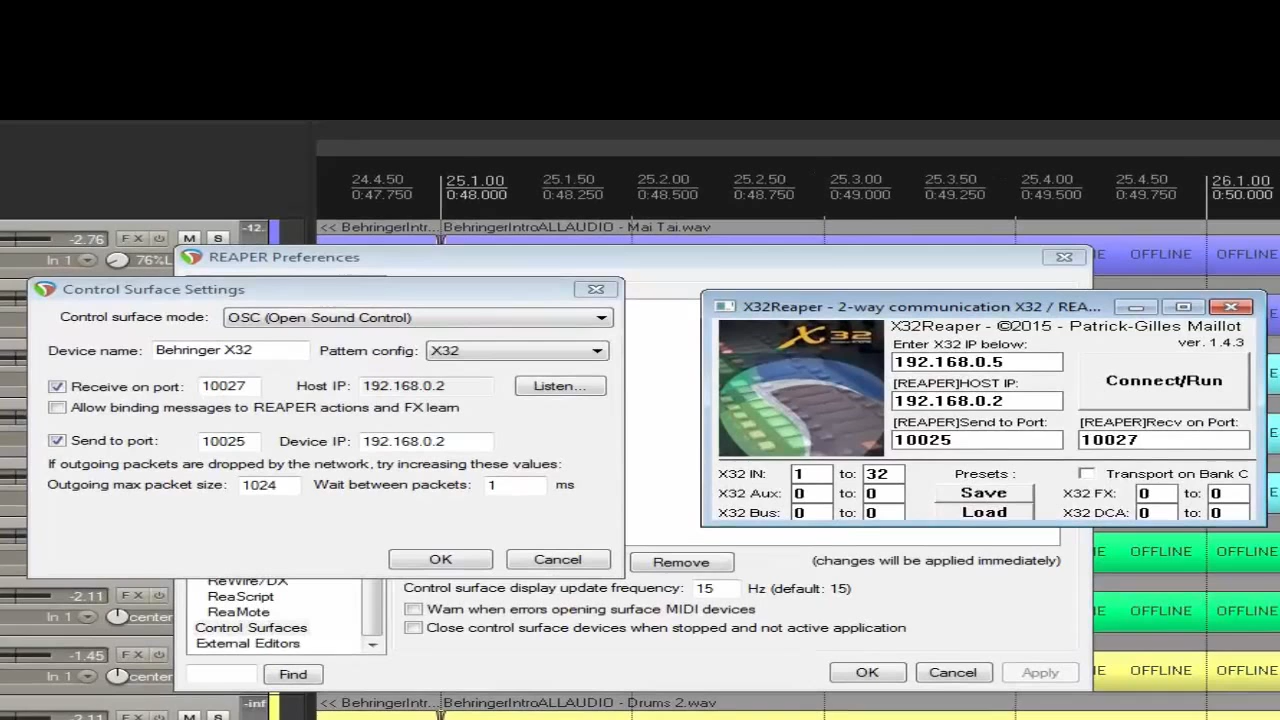 24.4.50 25.1.00 25.1.50 25.2.00 25.2.50 25.3.00 25.3.50 25.4.00 25.4.50 26.1.00
0:47.750 0:48.000 0:48.250 0:48.500 0:48.750 0:49.000 0:49.250 0:49.500 0:49.750 0:50.000
-2.76 FX M S -12. << BehringerIntr... BehringerIntroALLAUDIO - Mai Tai.wav
In 1 76%L REAPER Preferences OFFLINE OFFLINE
Control Surface Settings
Control surface mode: OSC (Open Sound Control)
Device name: Behringer X32 Pattern config: X32
Receive on port: 10027 Host IP: 192.168.0.2 Listen...
Allow binding messages to REAPER actions and FX learn
Send to port: 10025 Device IP: 192.168.0.2
If outgoing packets are dropped by the network, try increasing these values:
Outgoing max packet size: 1024 Wait between packets: 1 ms
OK Cancel
X32Reaper - 2-way communication X32 / REA...
X32
X32Reaper - ©2015 - Patrick-Gilles Maillot
Enter X32 IP below: ver. 1.4.3
192.168.0.5
[REAPER]HOST IP: Connect/Run
192.168.0.2
[REAPER]Send to Port: [REAPER]Recv on Port:
10025 10027
X32 IN: 1 to: 32 Presets : Transport on Bank C
X32 Aux: 0 to: 0 Save X32 FX: 0 to: 0
X32 Bus: 0 to: 0 Load X32 DCA: 0 to: 0
Remove (changes will be applied immediately)
IE OFFLINE OFFLINE
Control surface display update frequency: 15 Hz (default: 15)
Warn when errors opening surface MIDI devices
Close control surface devices when stopped and not active application
ReWire/DX
ReaScript
ReaMote
Control Surfaces
External Editors
-2.11 FX
In 1 center
IE OFFLINE OFFLINE
-1.45 FX
In 1 center
Find OK Cancel Apply
IE OFFLINE OFFLINE
-inf << BehringerIntr... BehringerIntroALLAUDIO - Drums 2.wav
-2.11 FX M S